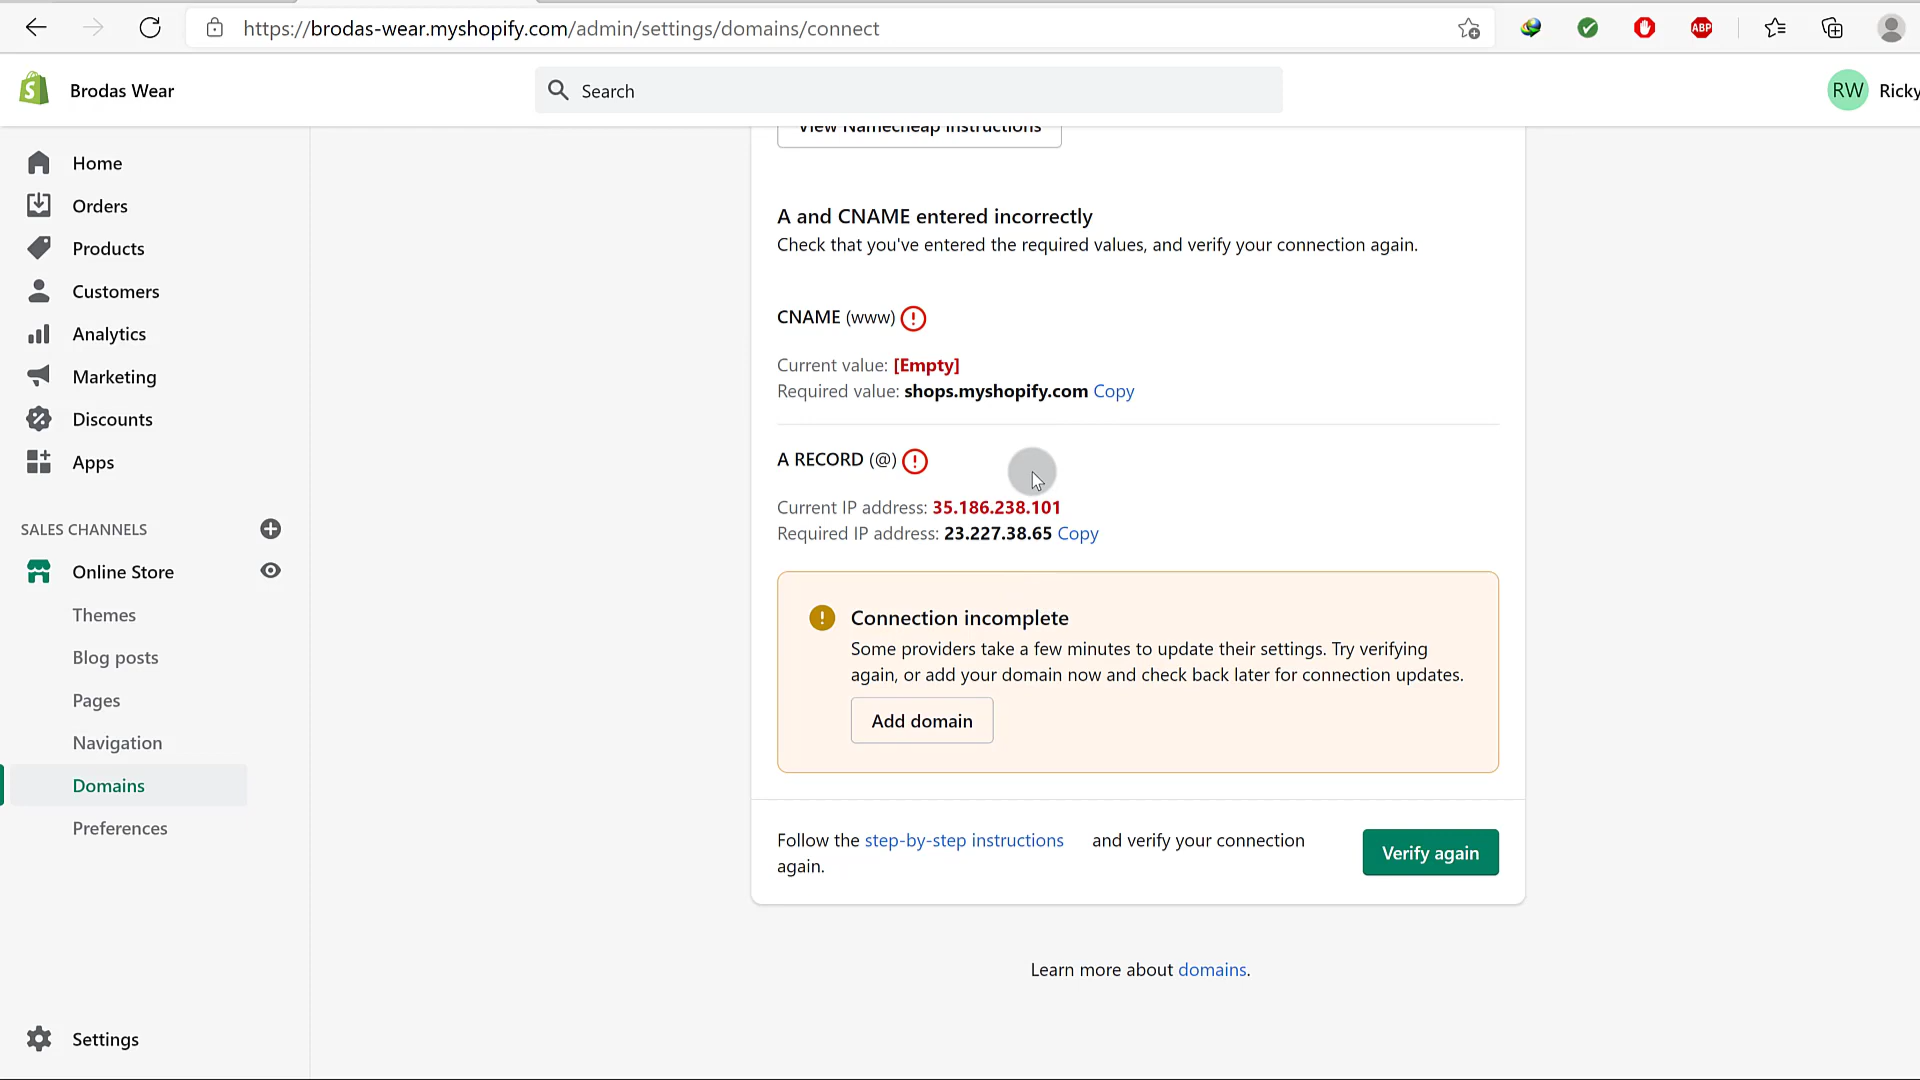 https://brodas-wear.myshopify.com/admin/settings/domains/connect
ABP
Brodas Wear
Search
RW Ricky
Home
Orders
Products
Customers
Analytics
Marketing
Discounts
Apps
SALES CHANNELS
Online Store
Themes
Blog posts
Pages
Navigation
Domains
Preferences
Settings
View Namecheap instructions
A and CNAME entered incorrectly
Check that you've entered the required values, and verify your connection again.
CNAME (www)
Current value: [Empty]
Required value: shops.myshopify.com Copy
A RECORD (@)
Current IP address: 35.186.238.101
Required IP address: 23.227.38.65 Copy
Connection incomplete
Some providers take a few minutes to update their settings. Try verifying
again, or add your domain now and check back later for connection updates.
Add domain
Follow the step-by-step instructions and verify your connection
again.
Verify again
Learn more about domains.